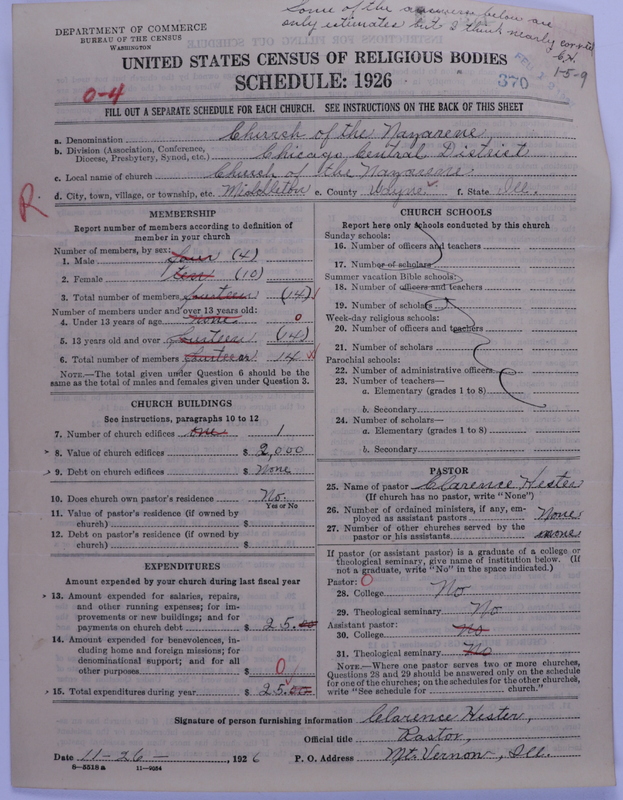 Some of the answers below are
only estimates but I think nearly correct
C.H.
DEPARTMENT OF COMMERCE
BUREAU OF THE CENSUS
WASHINGTON
UNITED STATES CENSUS OF RELIGIOUS BODIES
SCHEDULE: 1926
370
1-5-9
0-4
FILL OUT A SEPARATE SCHEDULE FOR EACH CHURCH. SEE INSTRUCTIONS ON THE BACK OF THIS SHEET
a. Denomination Church of the Nazarene
b. Division (Association, Conference, Diocese, Presbytery, Synod, etc.) Chicago Central District
c. Local name of church Church of the Nazarene
d. City, town, village, or township, etc. Middleton e. County Wayne f. State Ill.
R.
MEMBERSHIP
Report number of members according to definition of
member in your church
Number of members, by sex:
1. Male four (4)
2. Female ten (10)
3. Total number of members fourteen (14)
Number of members under and over 13 years old:
4. Under 13 years of age none 0
5. 13 years old and over fourteen (14)
6. Total number of members fourteen 14
NOTE.—The total given under Question 6 should be the
same as the total of males and females given under Question 3.
CHURCH BUILDINGS
See instructions, paragraphs 10 to 12
7. Number of church edifices one 1
8. Value of church edifices $ 2,000
9. Debt on church edifices $ None
10. Does church own pastor's residence No.
Yes or No
11. Value of pastor's residence (if owned by
church) $
12. Debt on pastor's residence (if owned by
church) $
EXPENDITURES
Amount expended by your church during last fiscal year
13. Amount expended for salaries, repairs,
and other running expenses; for im-
provements or new buildings; and for
payments on church debt $ 25.00
14. Amount expended for benevolences, in-
cluding home and foreign missions; for
denominational support; and for all
other purposes $ 0
15. Total expenditures during year $ 25.00
CHURCH SCHOOLS
Report here only schools conducted by this church
Sunday schools:
16. Number of officers and teachers
17. Number of scholars
Summer vacation Bible schools:
18. Number of officers and teachers
19. Number of scholars
Week-day religious schools:
20. Number of officers and teachers
21. Number of scholars
Parochial schools:
22. Number of administrative officers
23. Number of teachers—
a. Elementary (grades 1 to 8)
b. Secondary
24. Number of scholars—
a. Elementary (grades 1 to 8)
b. Secondary
PASTOR
25. Name of pastor Clarence Hester
(If church has no pastor, write "None")
26. Number of ordained ministers, if any, em-
ployed as assistant pastors None
27. Number of other churches served by the
pastor or his assistants none
If pastor (or assistant pastor) is a graduate of a college or
theological seminary, give name of institution below. (If
not a graduate, write "No" in the space indicated.)
Pastor: 0
28. College No
29. Theological seminary No
Assistant pastor:
30. College No
31. Theological seminary No
NOTE.—Where one pastor serves two or more churches,
Questions 28 and 29 should be answered only on the schedule
for one of the churches; on the schedules for the other churches,
write "See schedule for church."
Signature of person furnishing information Clarence Hester,
Official title Pastor,
Date 11-26- , 1926 P. O. Address Mt. Vernon, Ill.
8—5518 a 11—9064